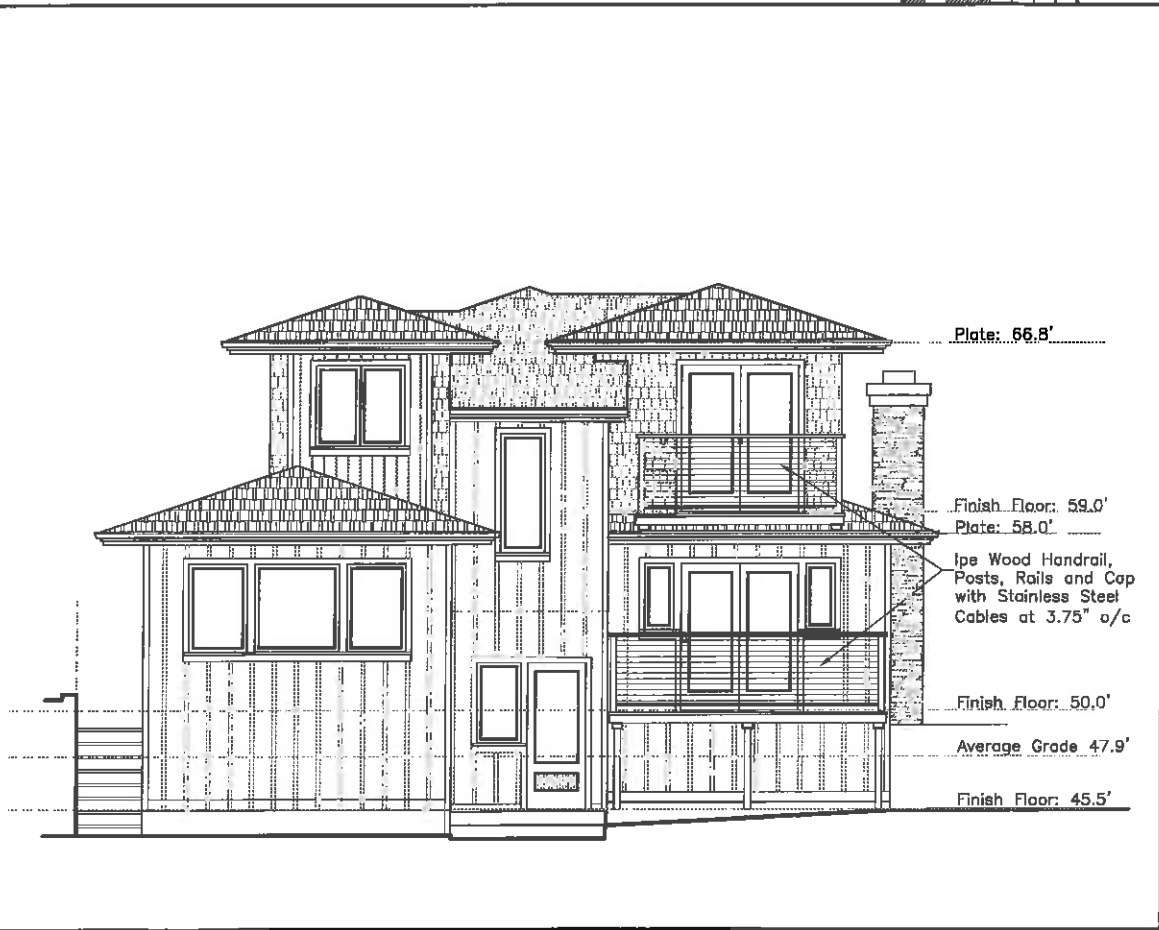 Plate: 66.8'
Finish Floor: 59.0'
Plate: 58.0'
Ipe Wood Handrail,
Posts, Rails and Cap
with Stainless Steel
Cables at 3.75" o/c
Finish Floor: 50.0'
Average Grade 47.9'
Finish Floor: 45.5'